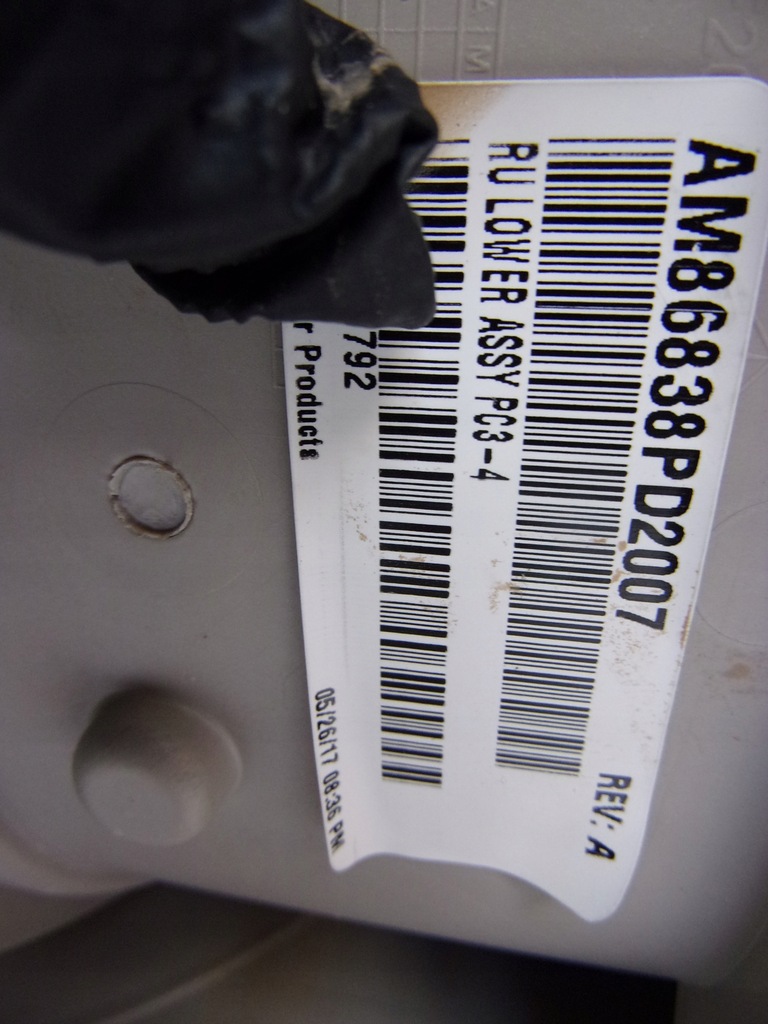 AM86838PD2007
REV: A
RU LOWER ASSY PC3-4
792
Products
05/26/17 08:36 PM